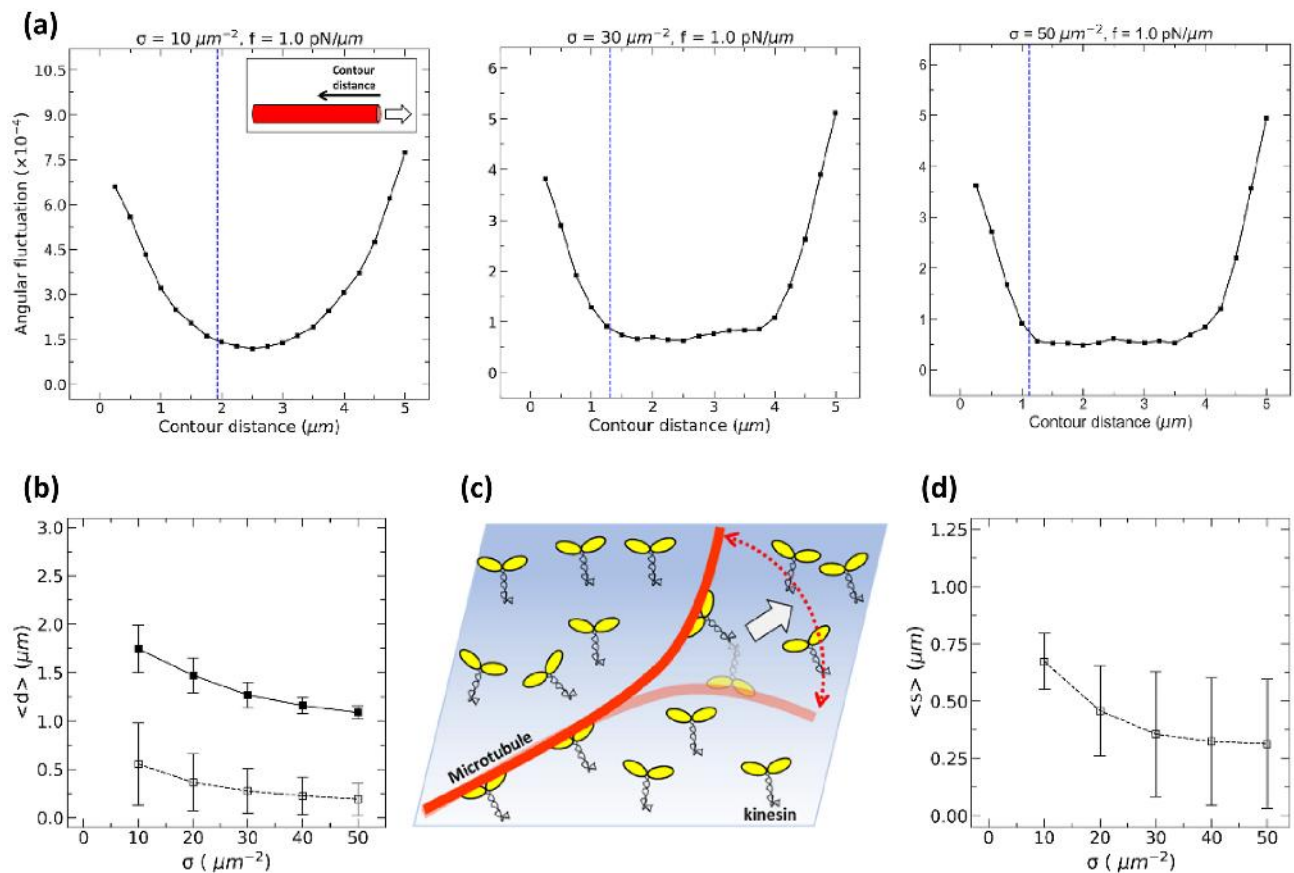 (a)
σ = 10 μm⁻², f = 1.0 pN/μm
σ = 30 μm⁻², f = 1.0 pN/μm
σ = 50 μm⁻², f = 1.0 pN/μm
Angular fluctuation (×10⁻⁴)
10.5
9.0
7.5
6.0
4.5
3.0
1.5
0.0
Contour
distance
0 1 2 3 4 5
Contour distance (μm)
6
5
4
3
2
1
0
0 1 2 3 4 5
Contour distance (μm)
6
5
4
3
2
1
0
0 1 2 3 4 5
Contour distance (μm)
(b)
<d> (μm)
3.0
2.5
2.0
1.5
1.0
0.5
0.0
0 10 20 30 40 50
σ ( μm⁻²)
(c)
Microtubule
kinesin
(d)
<s> (μm)
1.25
1.00
0.75
0.50
0.25
0.00
0 10 20 30 40 50
σ ( μm⁻²)